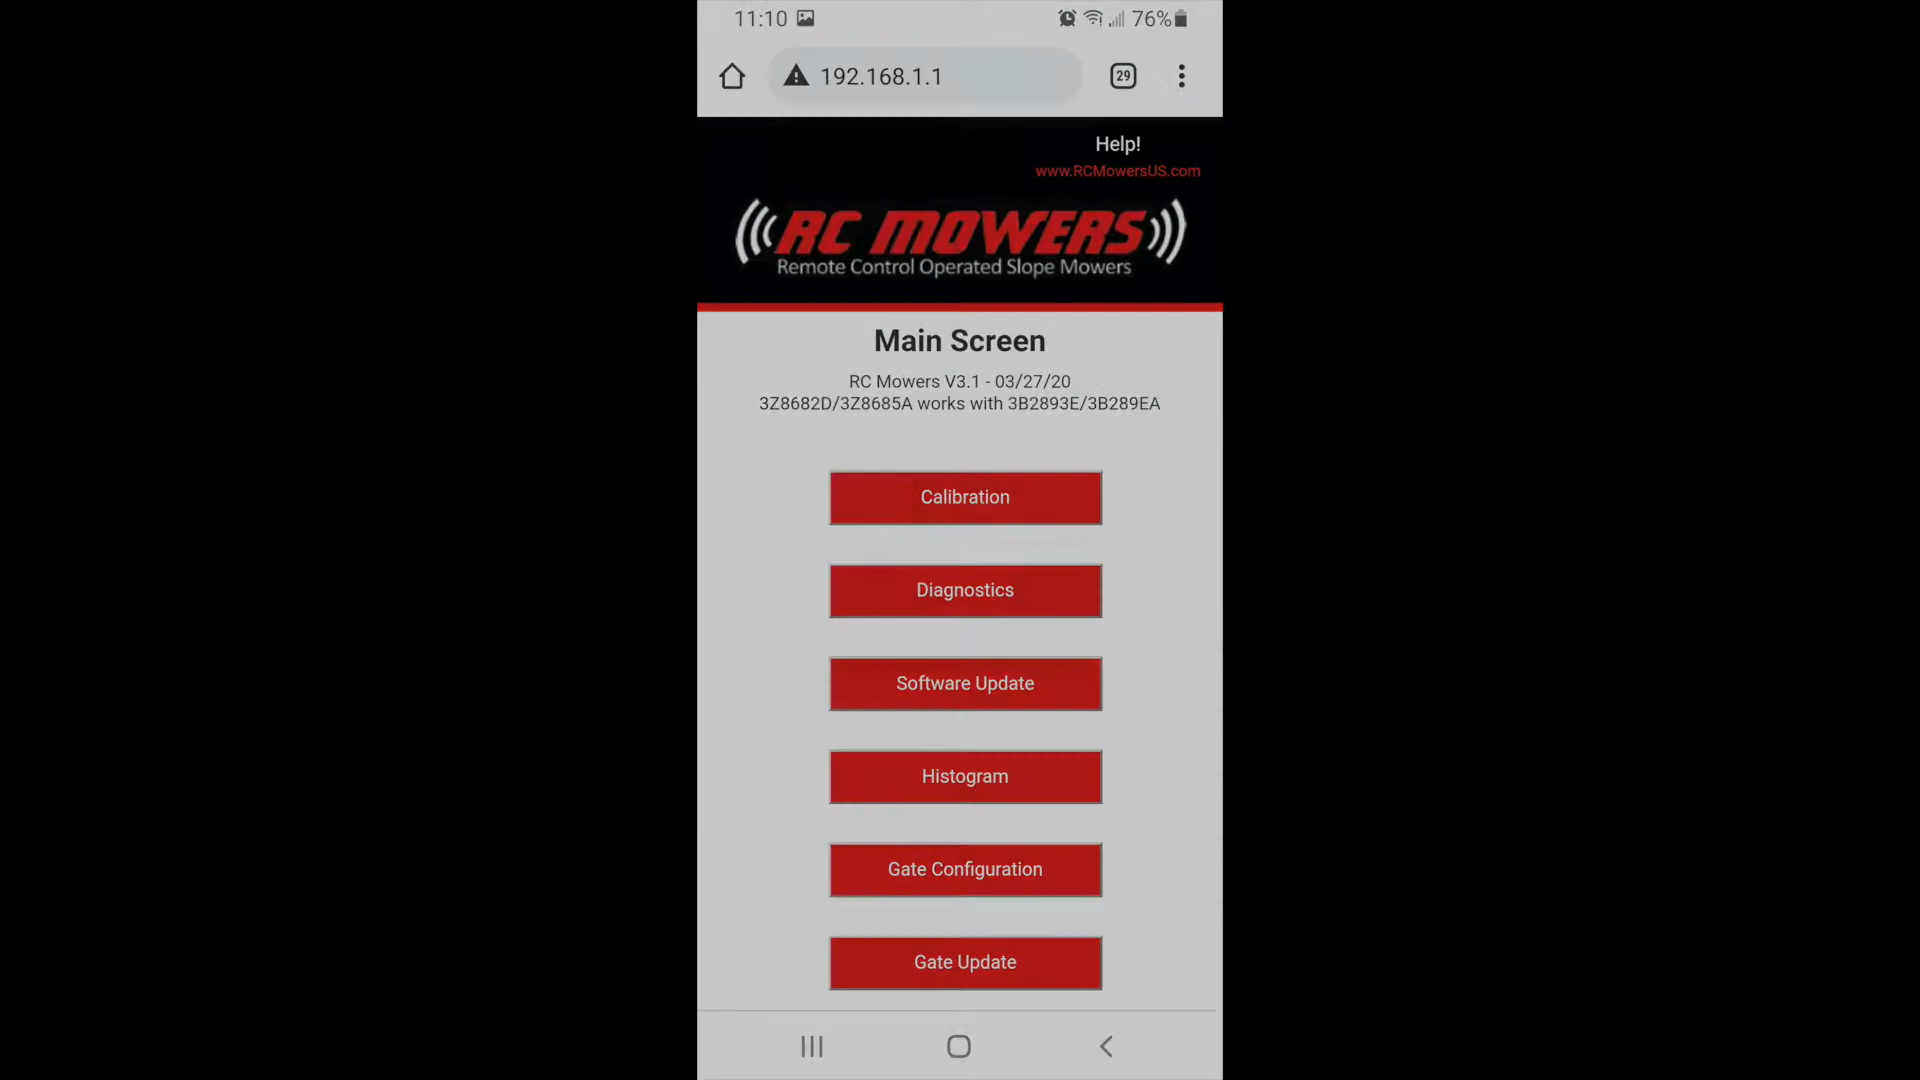 11:10 76%
192.168.1.1 29
Help!
www.RCMowersUS.com
RC MOWERS
Remote Control Operated Slope Mowers
Main Screen
RC Mowers V3.1 - 03/27/20
3Z8682D/3Z8685A works with 3B2893E/3B289EA
Calibration
Diagnostics
Software Update
Histogram
Gate Configuration
Gate Update